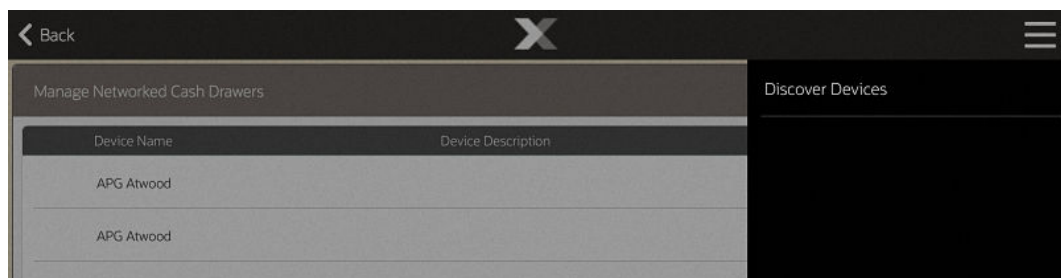 Back
Manage Networked Cash Drawers
Discover Devices
Device Name Device Description
APG Atwood
APG Atwood